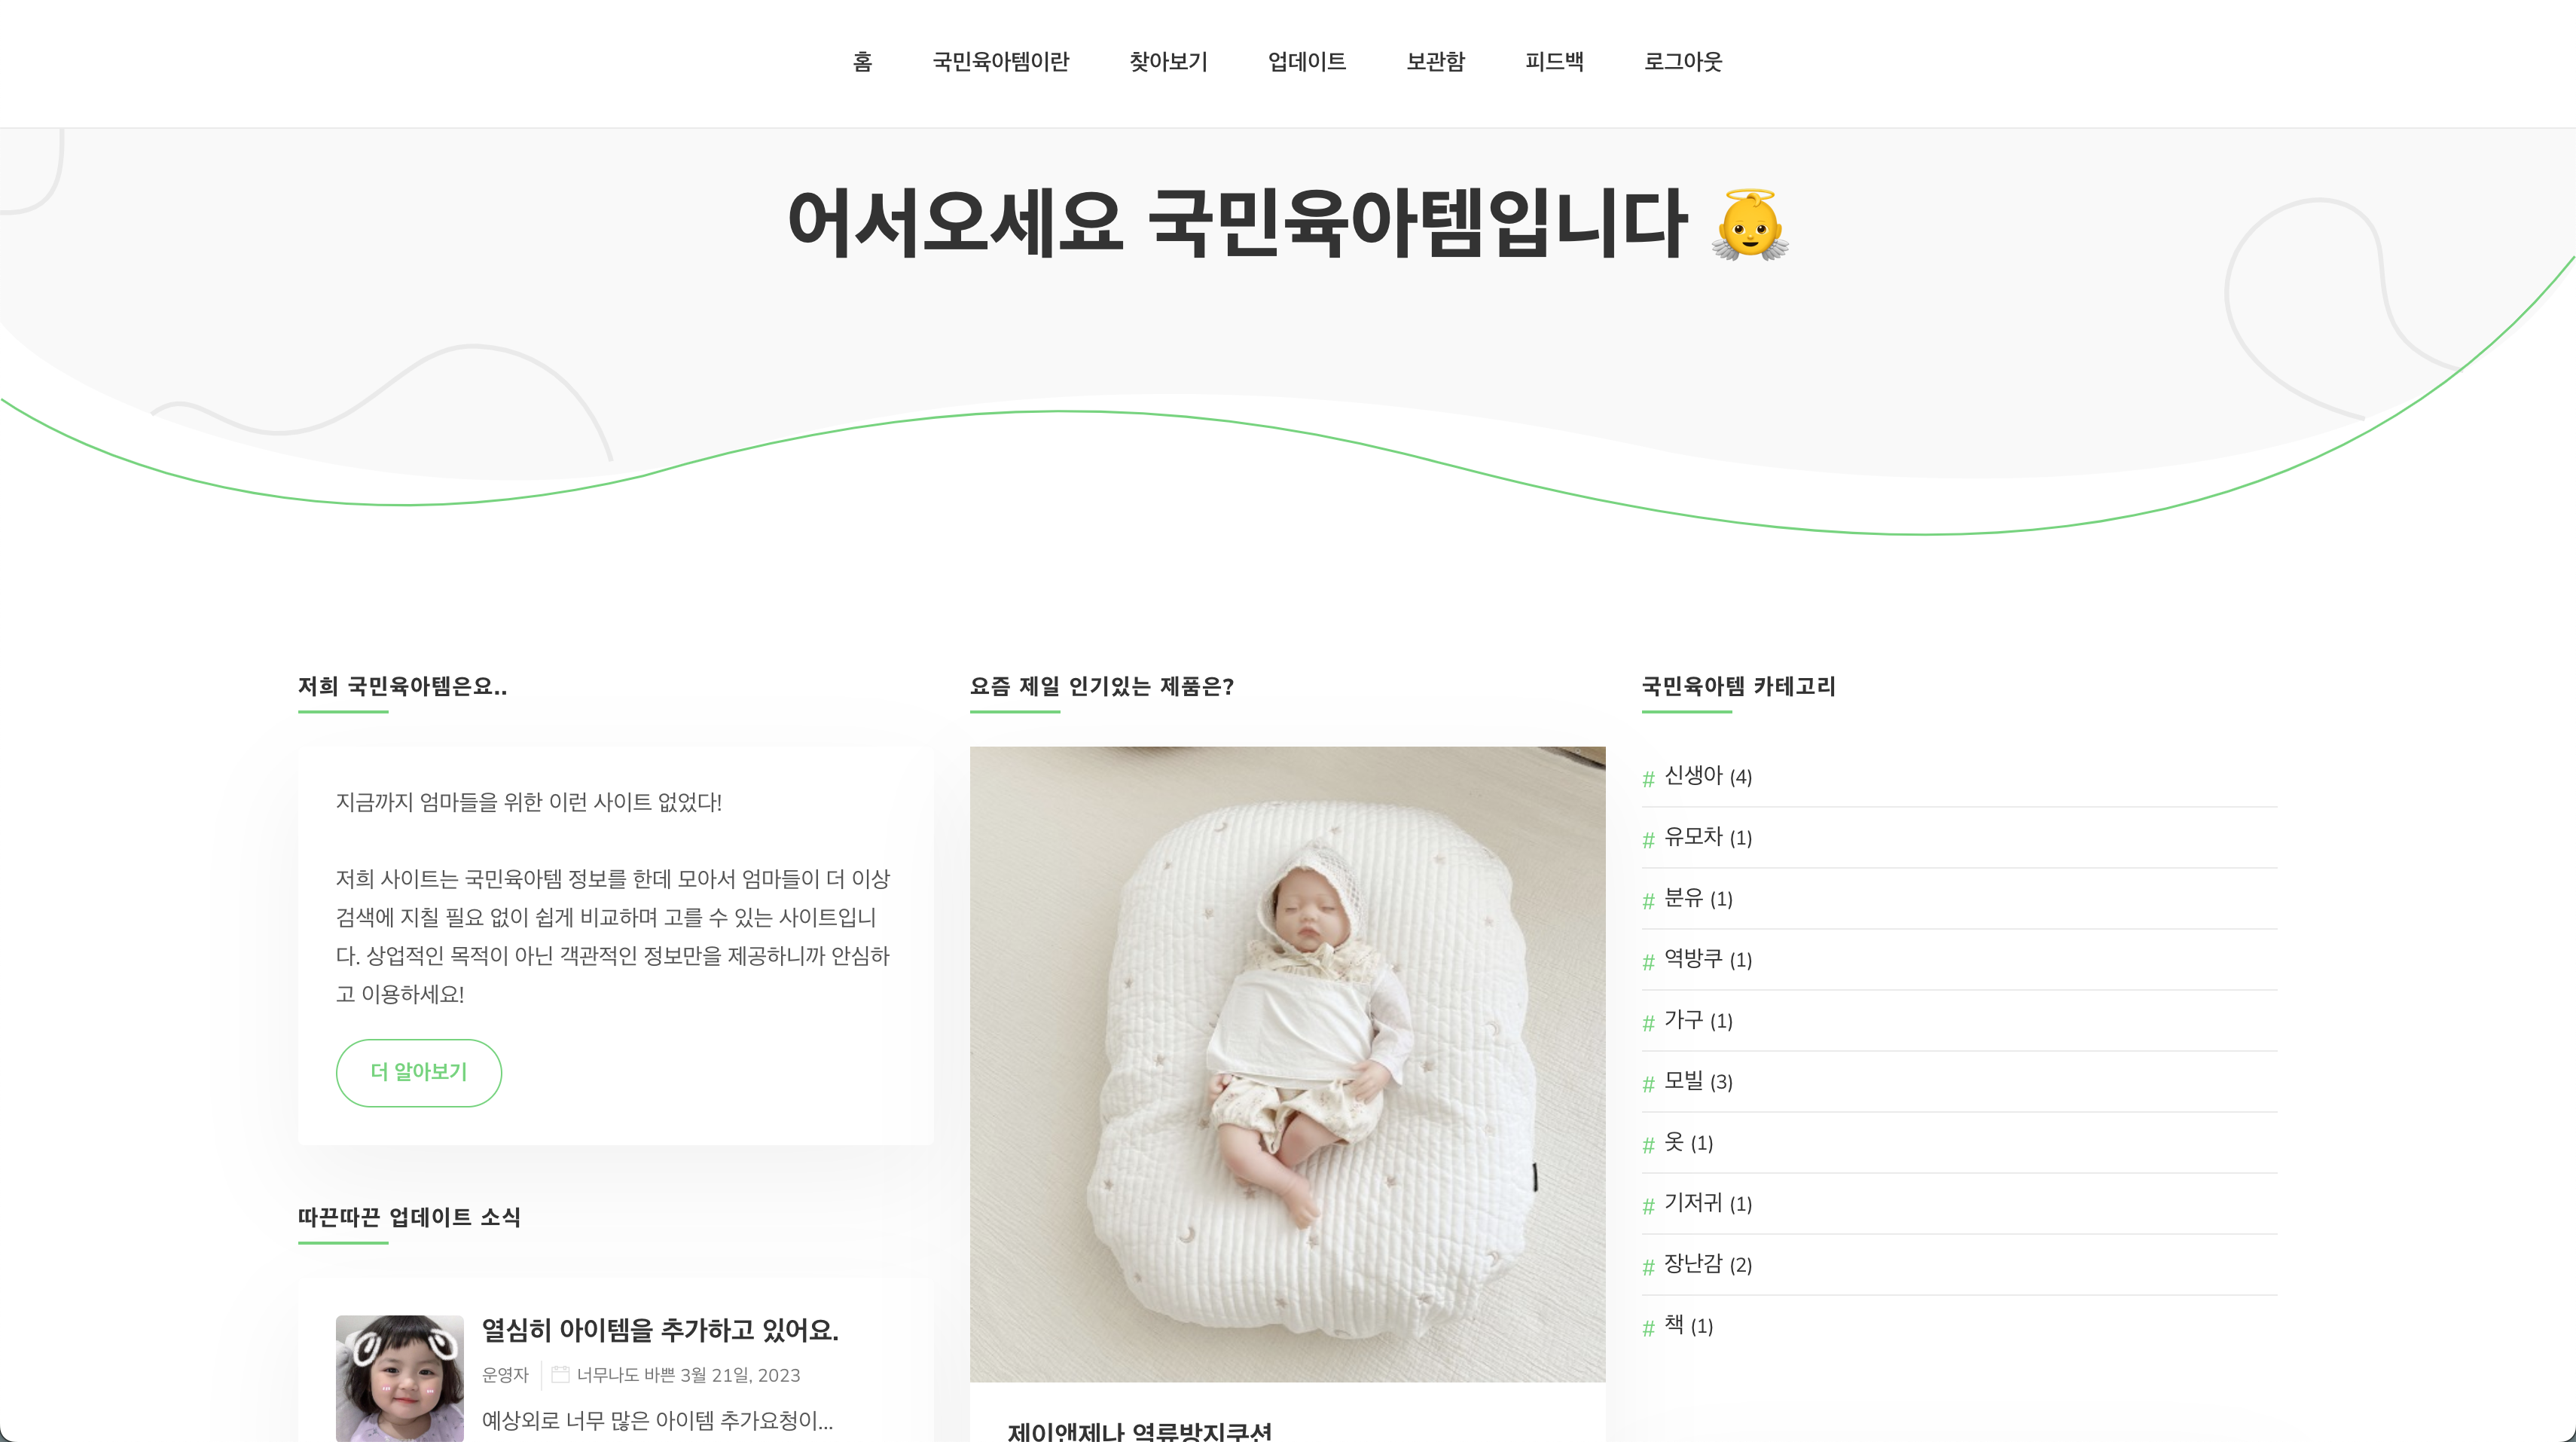 홈 국민육아템이란 찾아보기 업데이트 보관함 피드백 로그아웃
어서오세요 국민육아템입니다
저희 국민육아템은요..
지금까지 엄마들을 위한 이런 사이트 없었다!
저희 사이트는 국민육아템 정보를 한데 모아서 엄마들이 더 이상
검색에 지칠 필요 없이 쉽게 비교하며 고를 수 있는 사이트입니
다. 상업적인 목적이 아닌 객관적인 정보만을 제공하니까 안심하
고 이용하세요!
더 알아보기
따끈따끈 업데이트 소식
열심히 아이템을 추가하고 있어요.
운영자 너무나도 바쁜 3월 21일, 2023
예상외로 너무 많은 아이템 추가요청이...
요즘 제일 인기있는 제품은?
제이앤제나 역류방지쿠션
국민육아템 카테고리
# 신생아 (4)
# 유모차 (1)
# 분유 (1)
# 역방쿠 (1)
# 가구 (1)
# 모빌 (3)
# 옷 (1)
# 기저귀 (1)
# 장난감 (2)
# 책 (1)